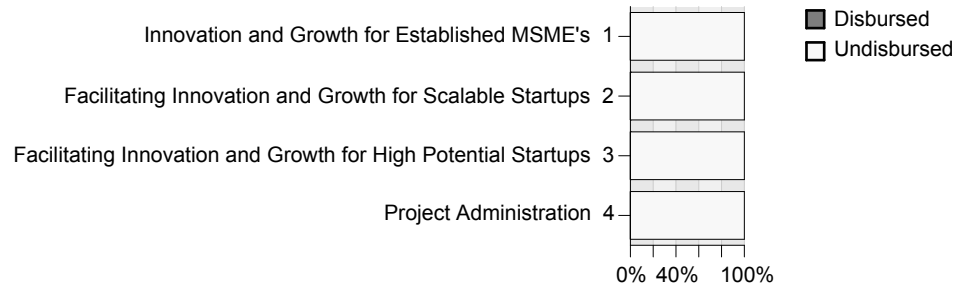 Innovation and Growth for Established MSME's 1
Facilitating Innovation and Growth for Scalable Startups 2
Facilitating Innovation and Growth for High Potential Startups 3
Project Administration 4
0% 40% 100%
Disbursed
Undisbursed